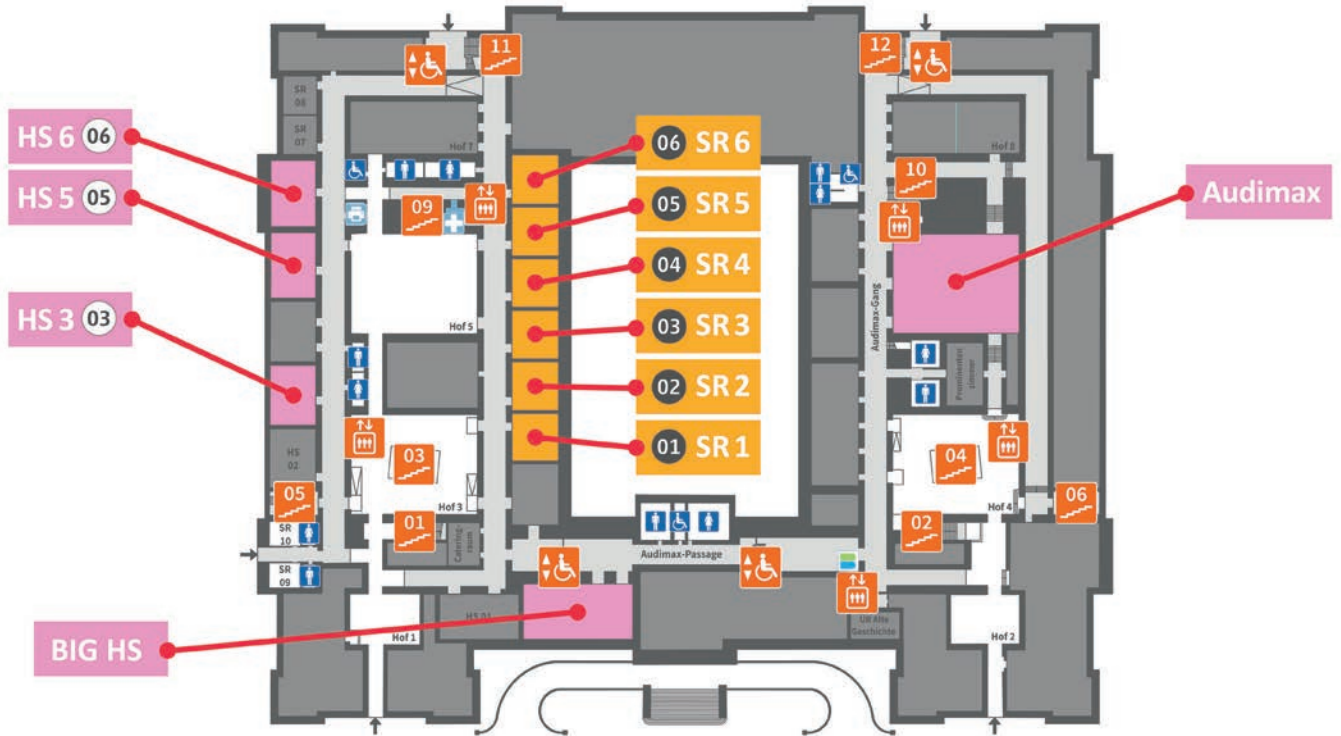 11
12
SR
08
SR
07
HS 6 06
HS 5 05
HS 3 03
Hof 7
09
Hof 5
06 SR 6
05 SR 5
04 SR 4
03 SR 3
02 SR 2
01 SR 1
Hof 8
10
Audimax
Audimax-Gang
Prominenten
zimmer
HS
02
03
Hof 3
04
Hof 4
05
06
SR
10
01
Catering-
raum
02
SR
09
Audimax-Passage
HS 01
Hof 1
UR Alte
Geschichte
Hof 2
BIG HS